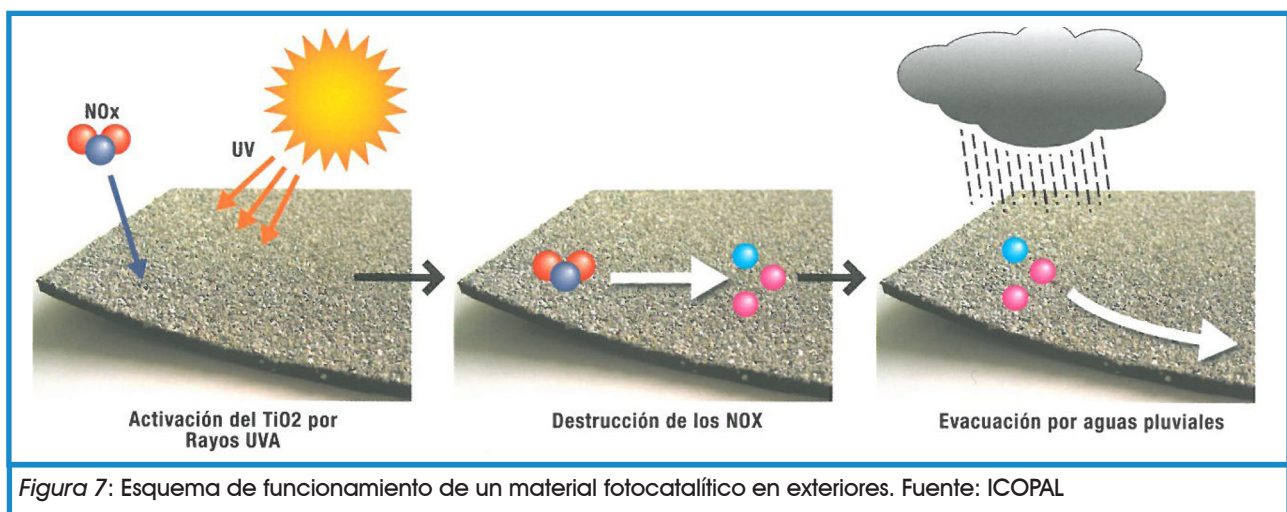 NOx
UV
Activación del TiO2 por
Rayos UVA
Destrucción de los NOX
Evacuación por aguas pluviales
Figura 7: Esquema de funcionamiento de un material fotocatalítico en exteriores. Fuente: ICOPAL